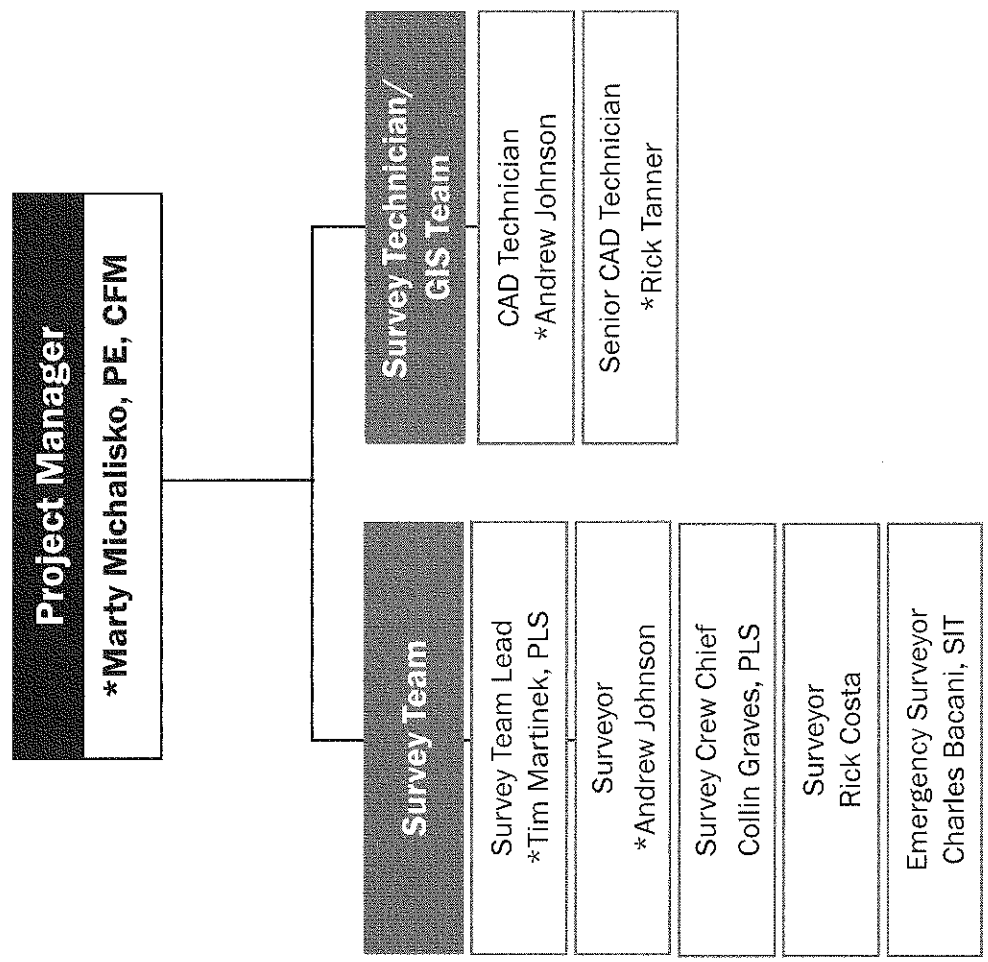 Project Manager
*Marty Michalisko, PE, CFM
Survey Team
Survey Team Lead
*Tim Martinek, PLS
Surveyor
*Andrew Johnson
Survey Crew Chief
Collin Graves, PLS
Surveyor
Rick Costa
Emergency Surveyor
Charles Bacani, SIT
Survey Technician/
GIS Team
CAD Technician
*Andrew Johnson
Senior CAD Technician
*Rick Tanner